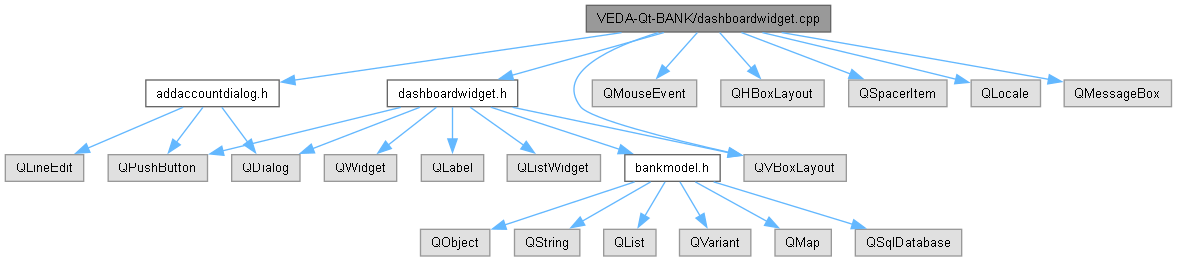 VEDA-Qt-BANK/dashboardwidget.cpp
addaccountdialog.h
dashboardwidget.h
QMouseEvent
QHBoxLayout
QSpacerItem
QLocale
QMessageBox
QLineEdit
QPushButton
QDialog
QWidget
QLabel
QListWidget
bankmodel.h
QVBoxLayout
QObject
QString
QList
QVariant
QMap
QSqlDatabase